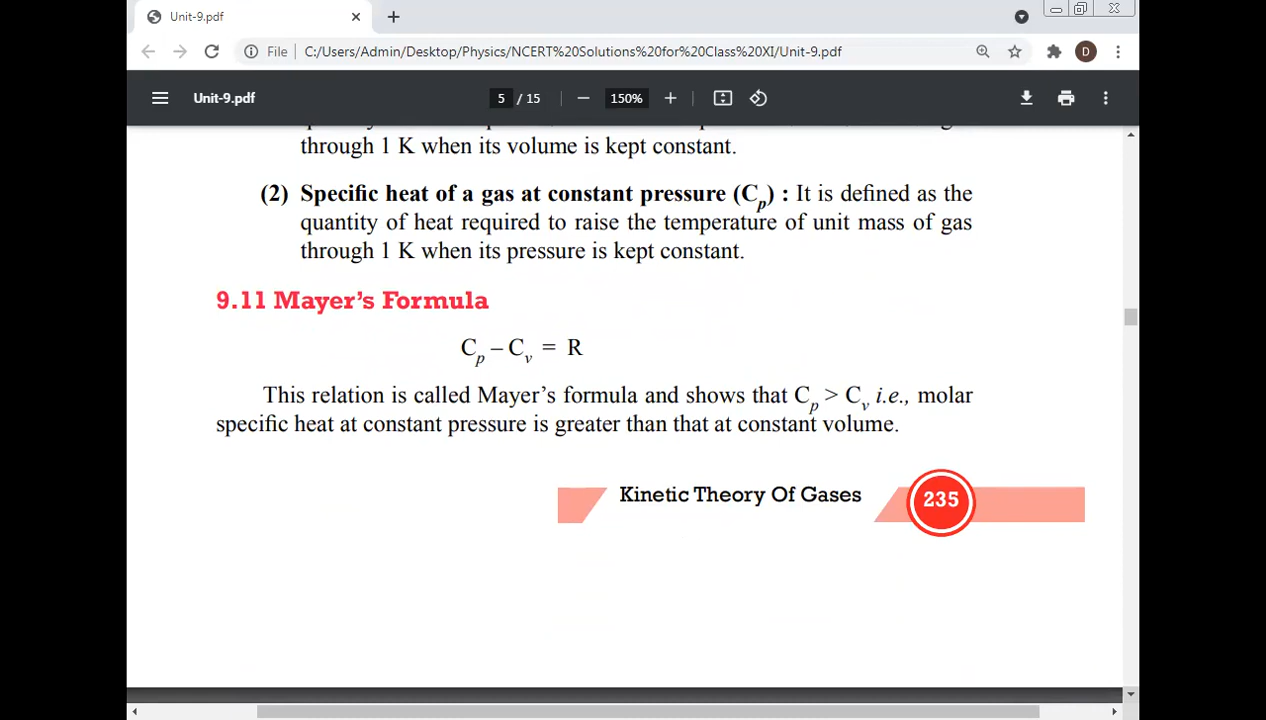 Unit-9.pdf
File C:/Users/Admin/Desktop/Physics/NCERT%20Solutions%20for%20Class%20XI/Unit-9.pdf
D
Unit-9.pdf 5 / 15 150%
through 1 K when its volume is kept constant.
(2) Specific heat of a gas at constant pressure (Cp) : It is defined as the
quantity of heat required to raise the temperature of unit mass of gas
through 1 K when its pressure is kept constant.
9.11 Mayer's Formula
Cp – Cv = R
This relation is called Mayer's formula and shows that Cp > Cv i.e., molar
specific heat at constant pressure is greater than that at constant volume.
Kinetic Theory Of Gases 235